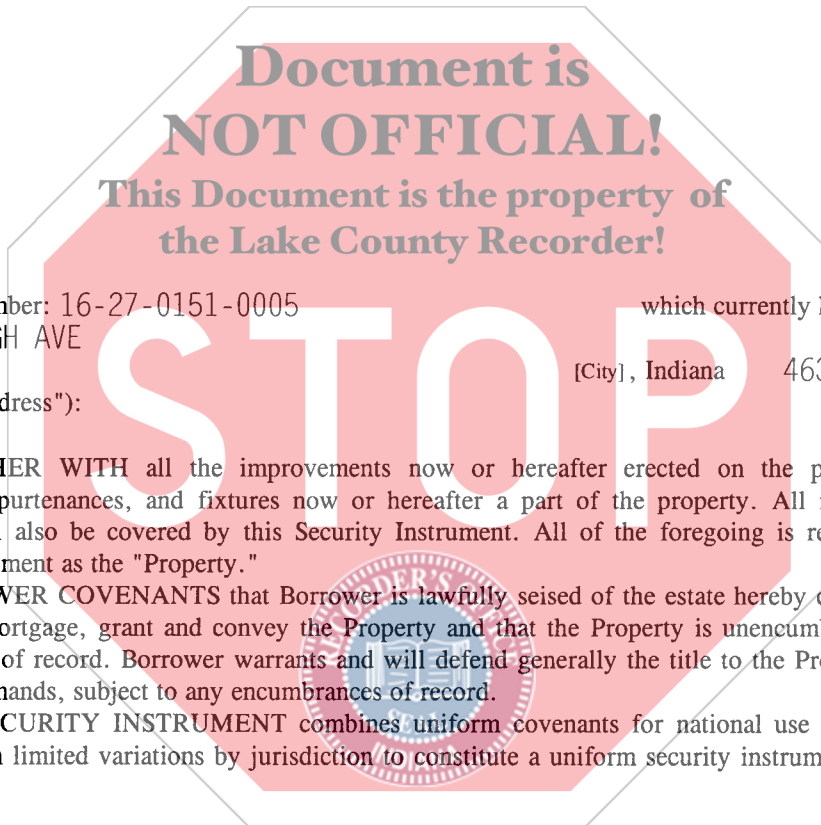 Document is
NOT OFFICIAL!
This Document is the property of
the Lake County Recorder!
STOP
nber: 16-27-0151-0005 which currently
GH AVE
[City], Indiana 463
dress"):
HER WITH all the improvements now or hereafter erected on the p
purtenances, and fixtures now or hereafter a part of the property. All
also be covered by this Security Instrument. All of the foregoing is re
ment as the "Property."
WER COVENANTS that Borrower is lawfully seised of the estate hereby
ortgage, grant and convey the Property and that the Property is unencumb
of record. Borrower warrants and will defend generally the title to the Pro
nands, subject to any encumbrances of record.
CURITY INSTRUMENT combines uniform covenants for national use
limited variations by jurisdiction to constitute a uniform security instrum
RECORDER'S OFFICE
SEAL
INDIANA